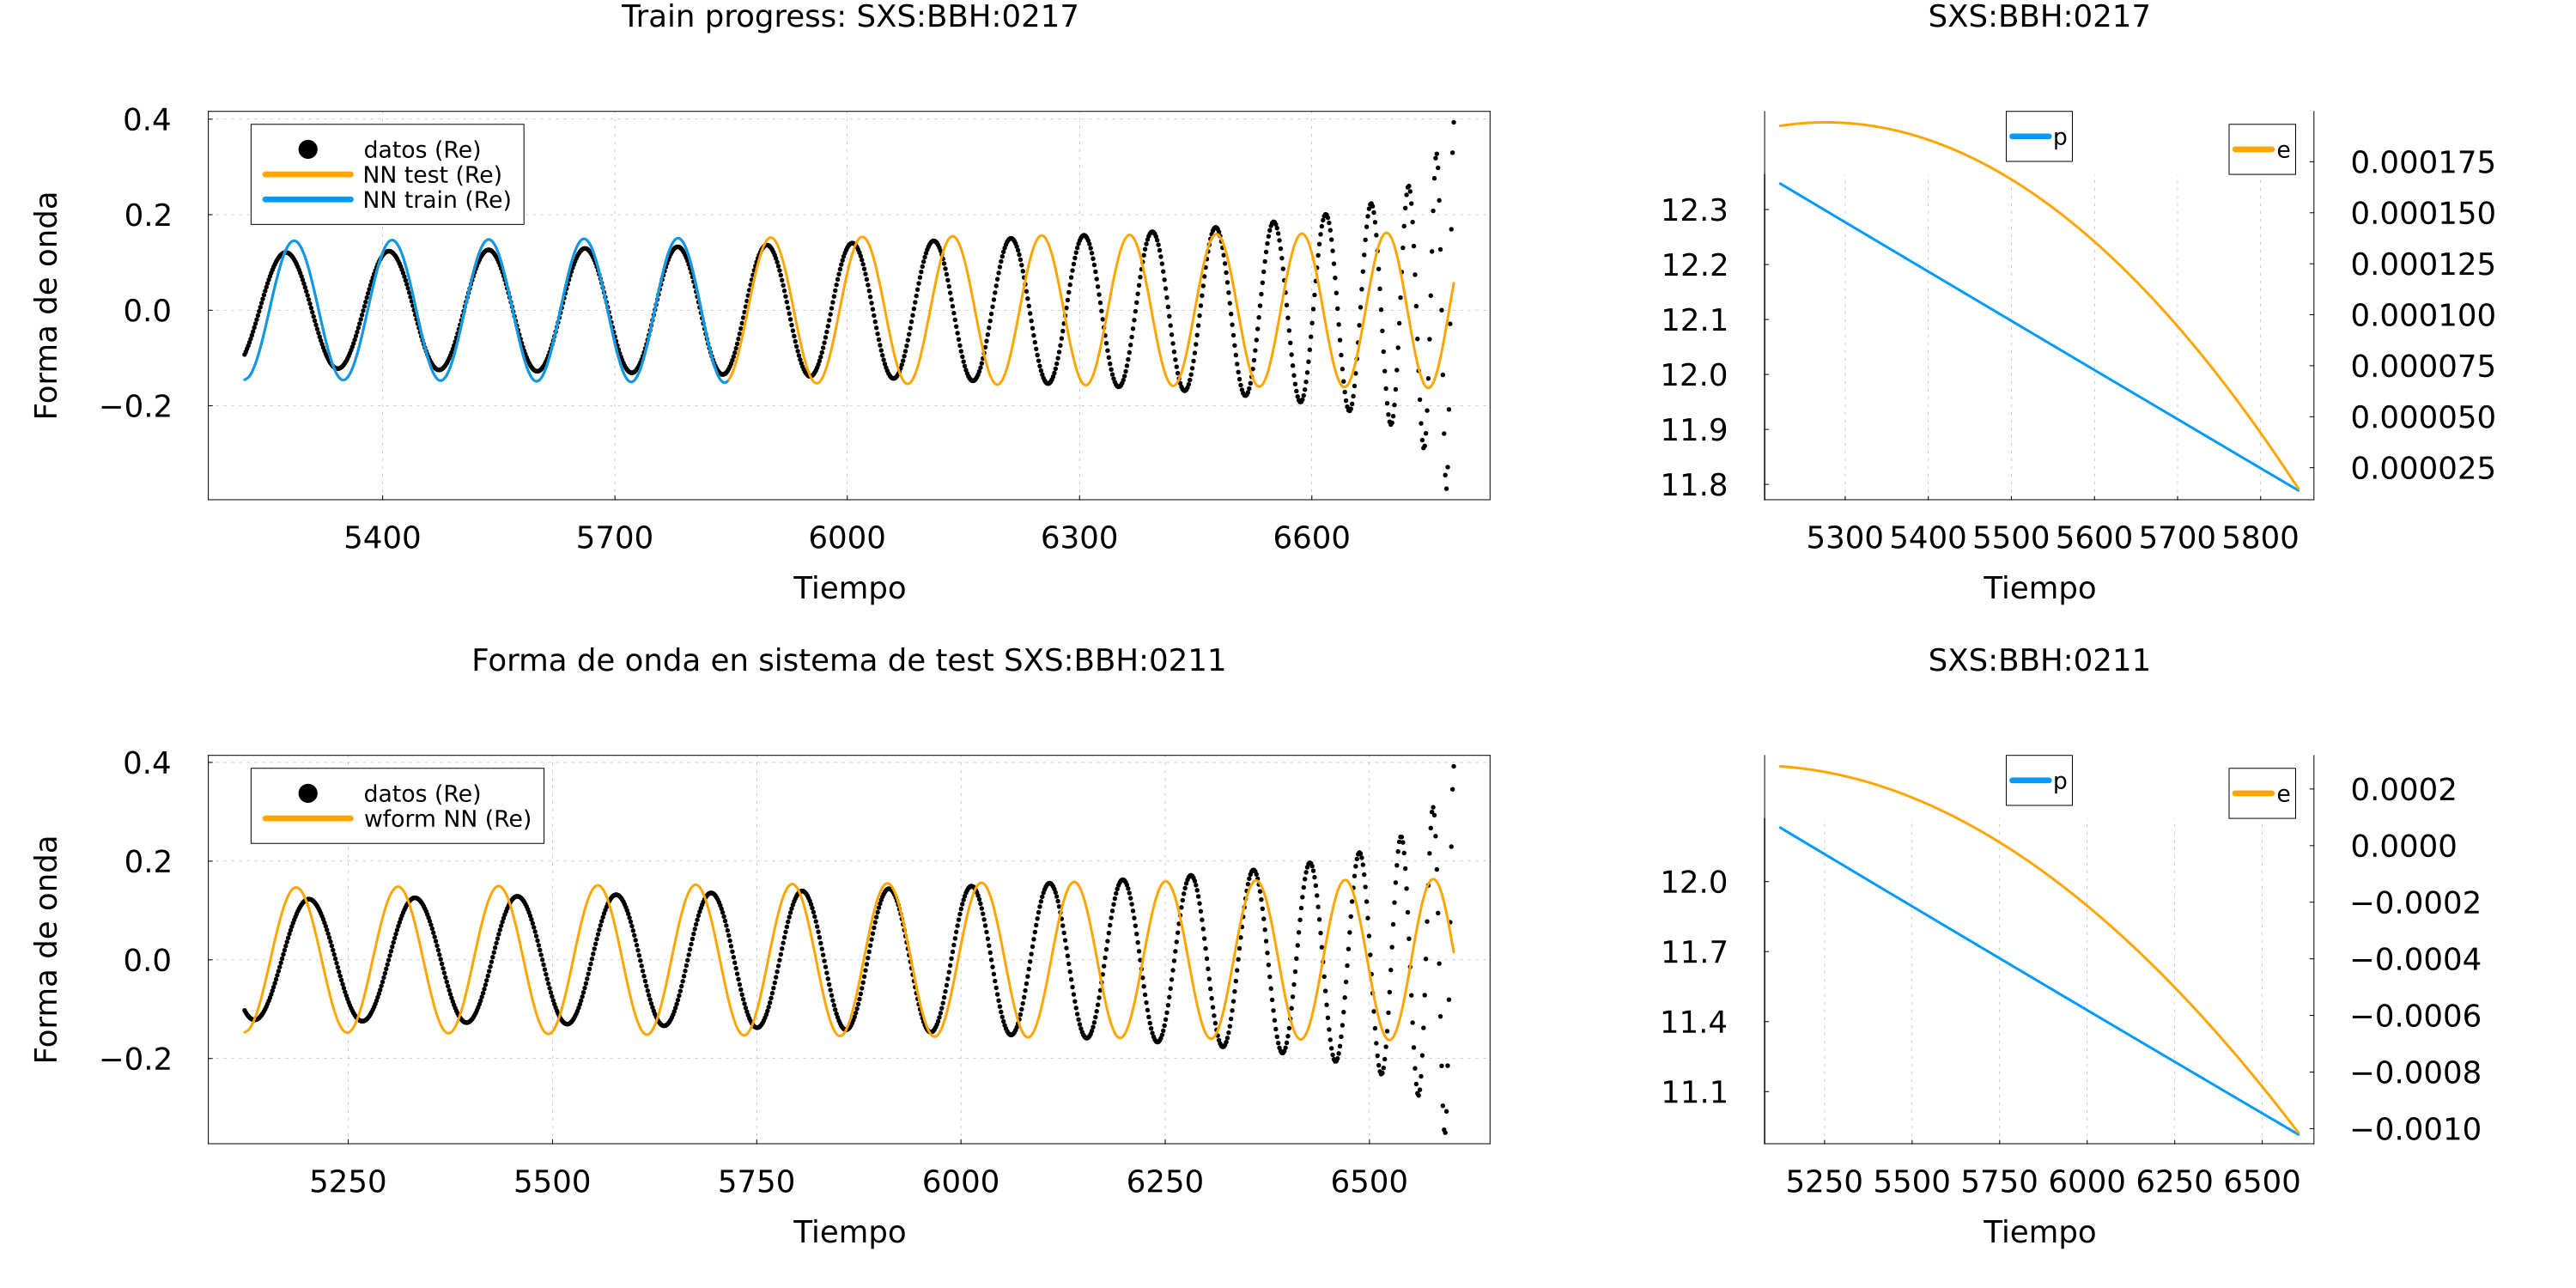 Train progress: SXS:BBH:0217
Forma de onda
0.4
0.2
0.0
−0.2
datos (Re)
NN test (Re)
NN train (Re)
5400 5700 6000 6300 6600
Tiempo
SXS:BBH:0217
12.3
12.2
12.1
12.0
11.9
11.8
p
e
0.000175
0.000150
0.000125
0.000100
0.000075
0.000050
0.000025
5300 5400 5500 5600 5700 5800
Tiempo
Forma de onda en sistema de test SXS:BBH:0211
Forma de onda
0.4
0.2
0.0
−0.2
datos (Re)
wform NN (Re)
5250 5500 5750 6000 6250 6500
Tiempo
SXS:BBH:0211
12.0
11.7
11.4
11.1
p
e
0.0002
0.0000
−0.0002
−0.0004
−0.0006
−0.0008
−0.0010
5250 5500 5750 6000 6250 6500
Tiempo